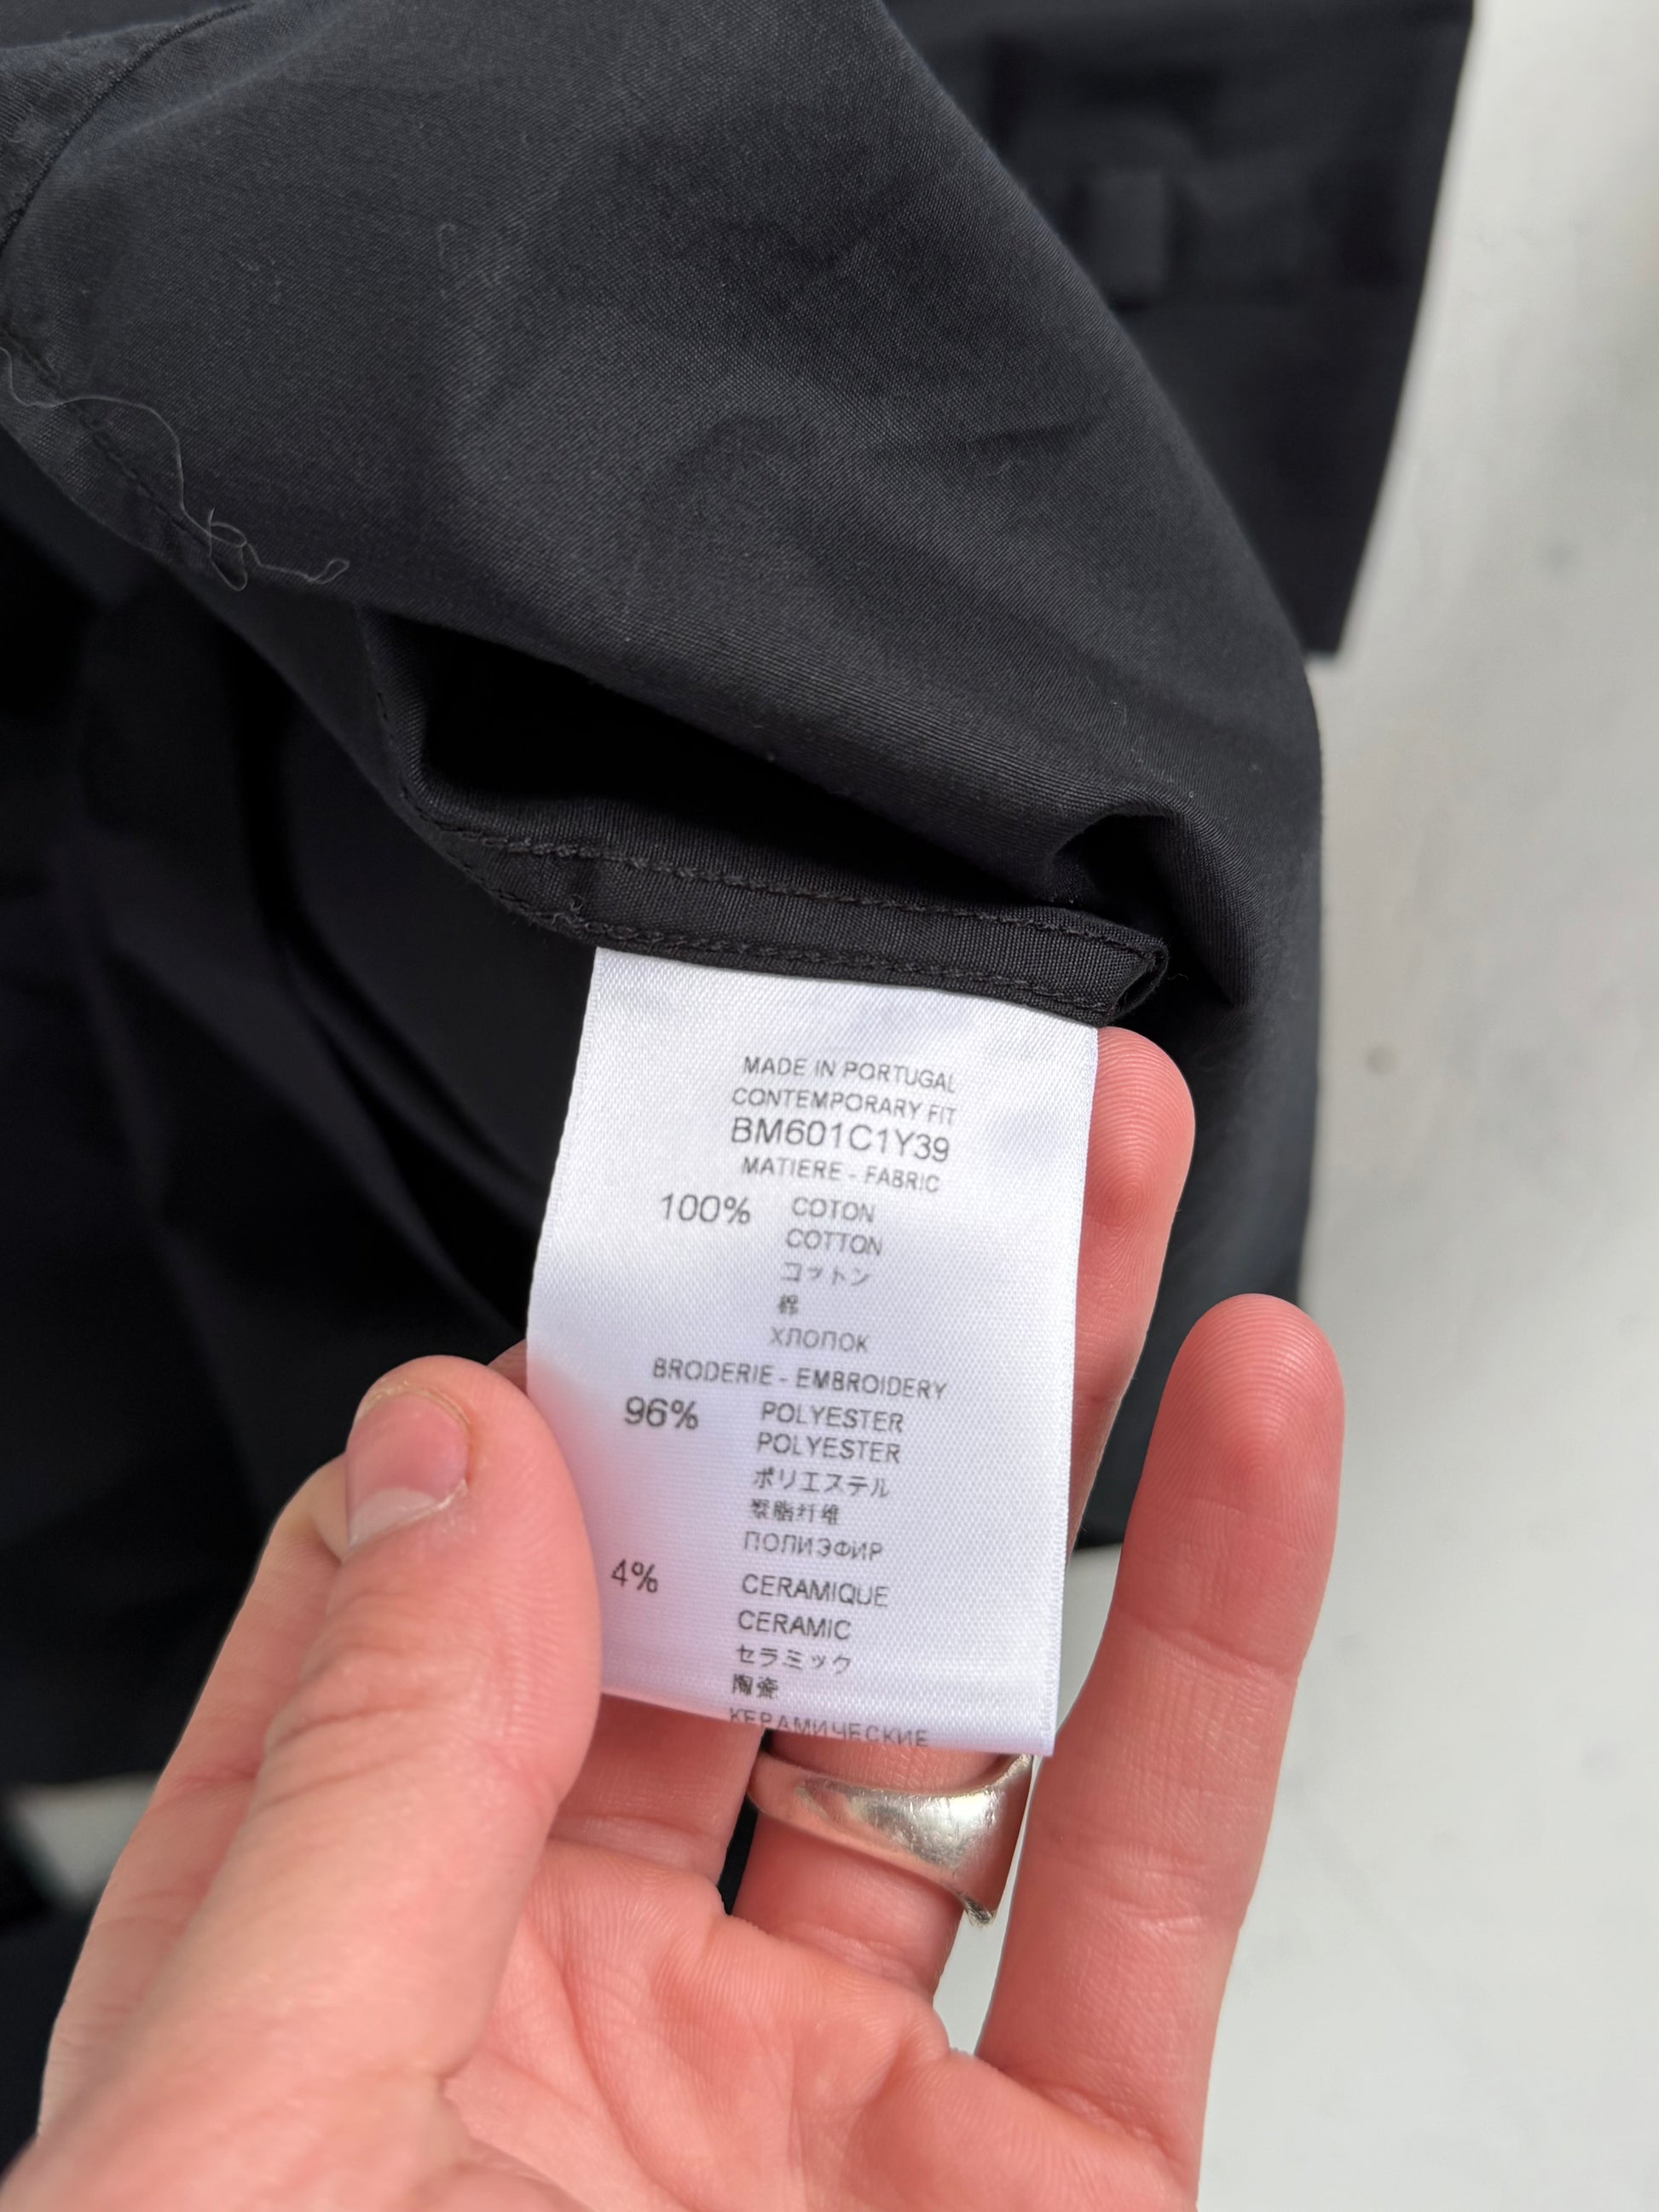 MADE IN PORTUGAL
CONTEMPORARY FIT
BM601C1Y39
MATIERE - FABRIC
100% COTON
COTTON
コットン
棉
ХЛОПОК
BRODERIE - EMBROIDERY
96% POLYESTER
POLYESTER
ポリエステル
聚脂纤维
ПОЛИЭФИР
4% CERAMIQUE
CERAMIC
セラミック
陶瓷
КЕРАМИЧЕСКИЕ